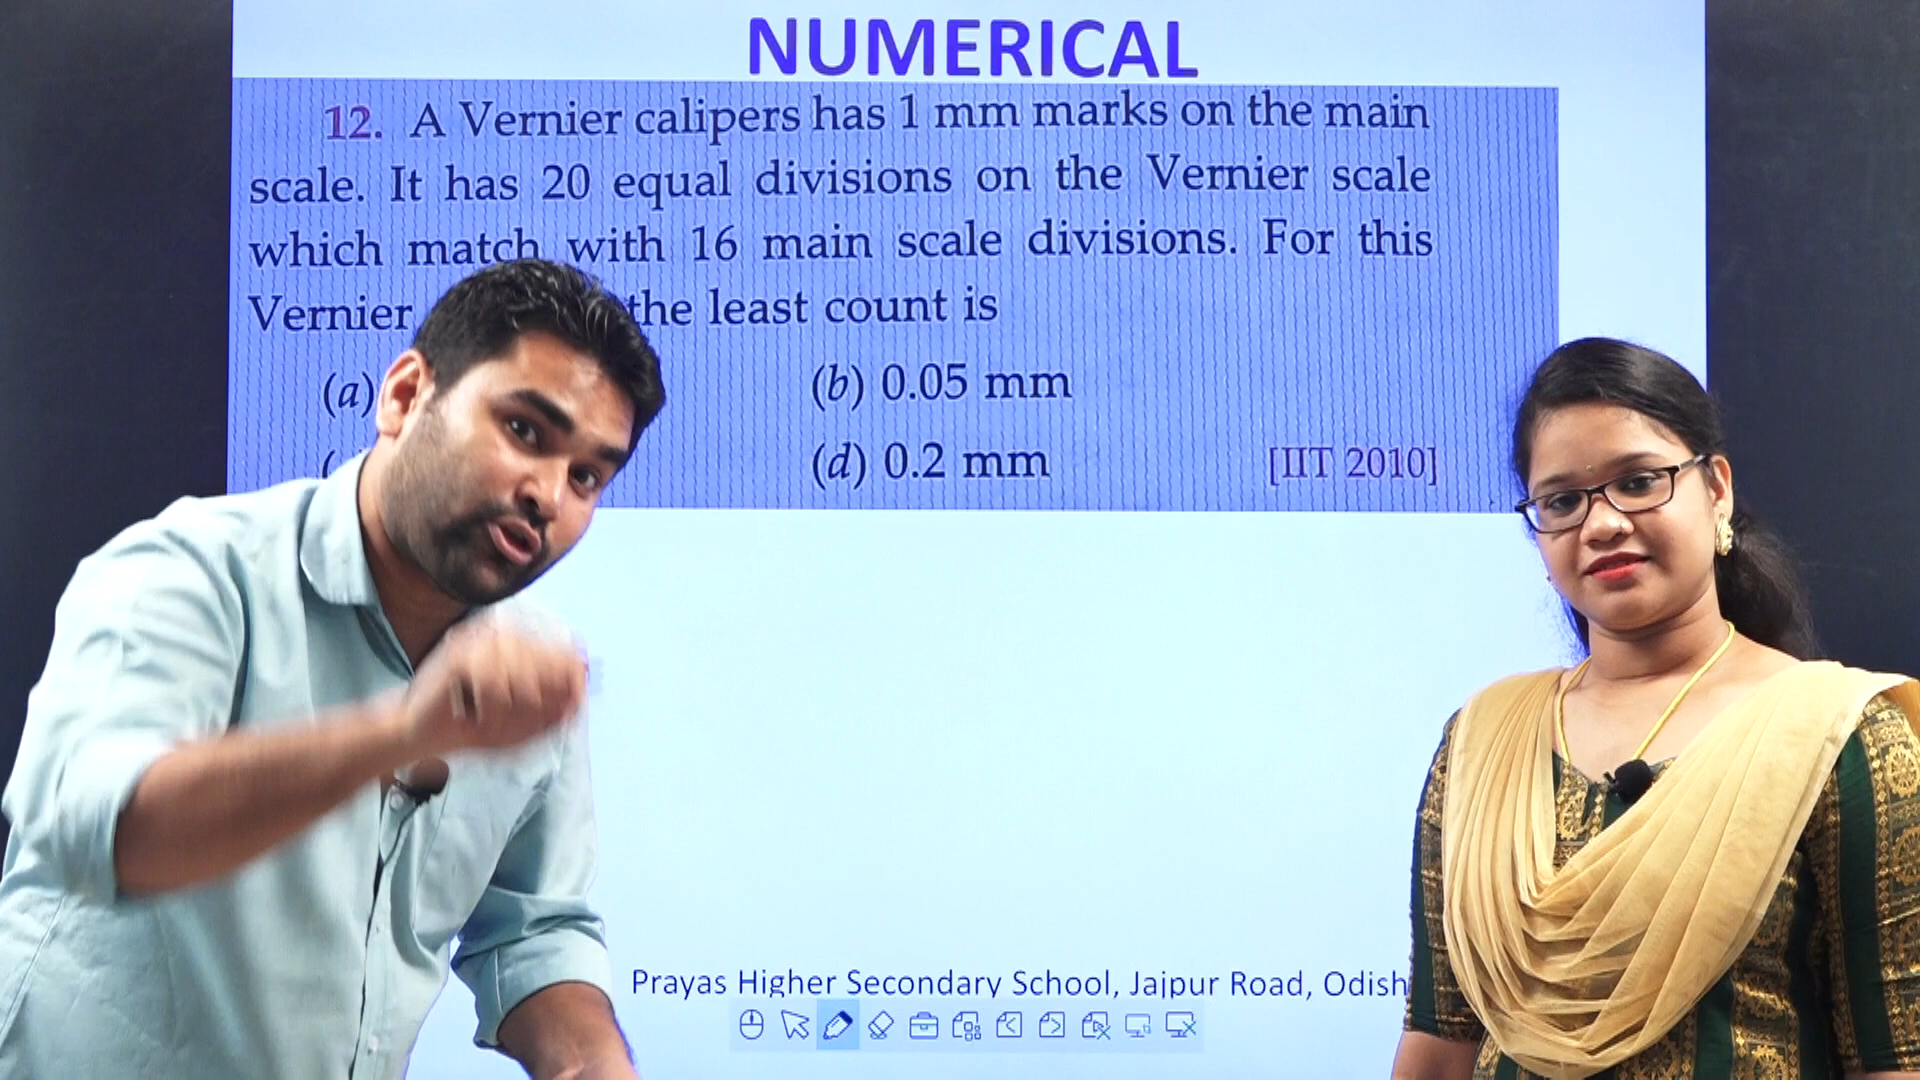 NUMERICAL
12. A Vernier calipers has 1 mm marks on the main
scale. It has 20 equal divisions on the Vernier scale
which match with 16 main scale divisions. For this
Vernier the least count is
(a) (b) 0.05 mm
(d) 0.2 mm [IIT 2010]
Prayas Higher Secondary School, Jajpur Road, Odish